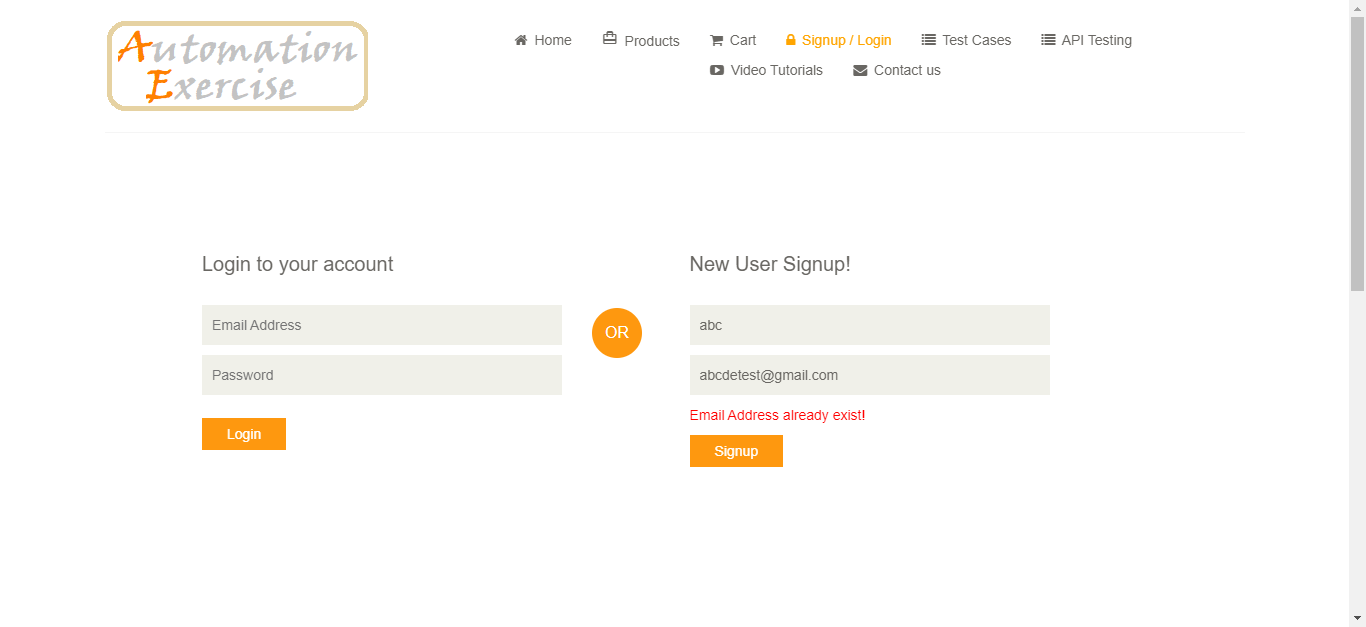 Automation
Exercise
Home Products Cart Signup / Login Test Cases API Testing
Video Tutorials Contact us
Login to your account
Email Address
Password
Login
OR
New User Signup!
abc
abcdetest@gmail.com
Email Address already exist!
Signup